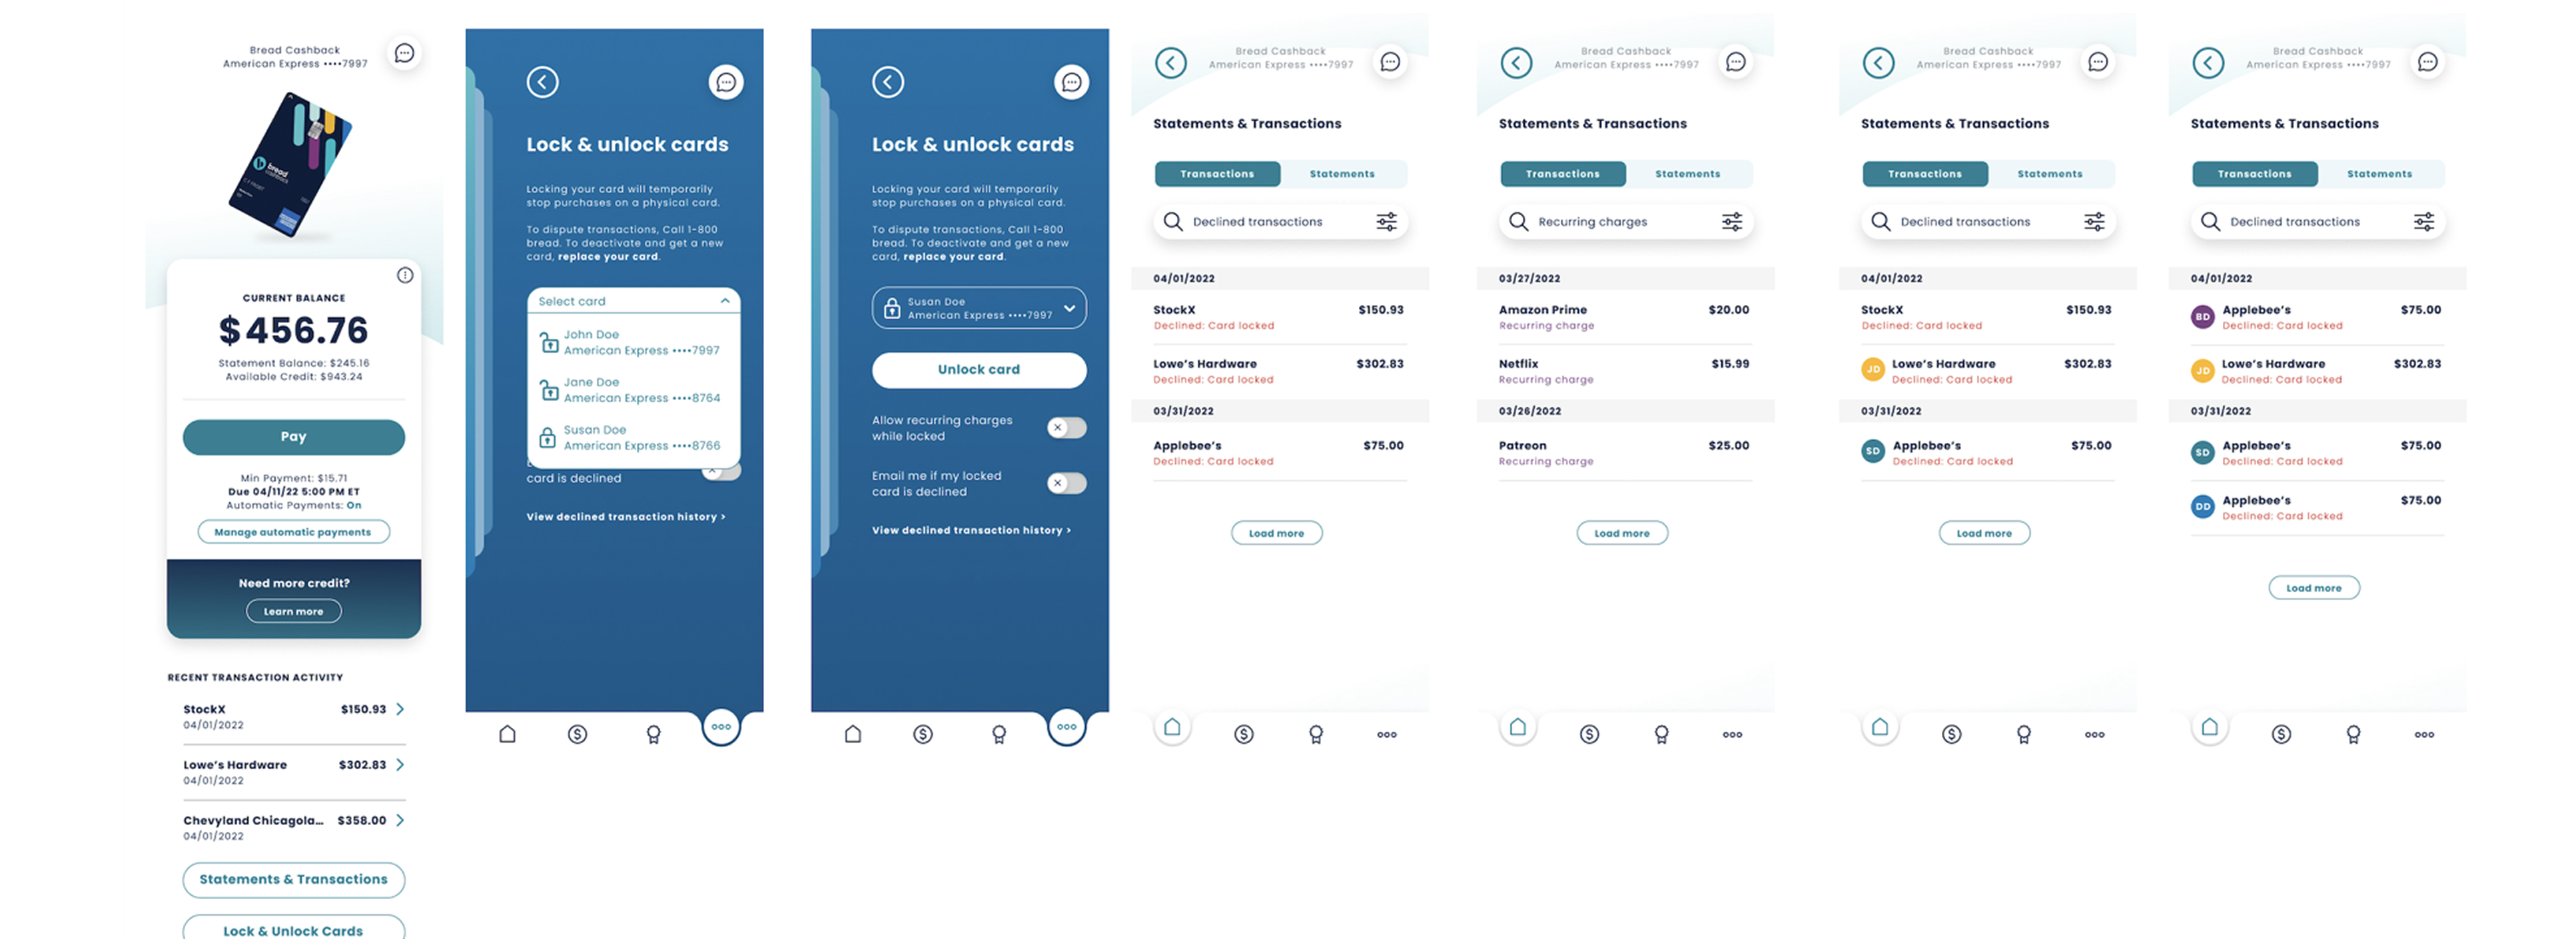 Bread Cashback
American Express ••••7997
bread
cashback
CURRENT BALANCE
$456.76
Statement Balance: $245.16
Available Credit: $943.24
Pay
Min Payment: $15.71
Due 04/11/22 5:00 PM ET
Automatic Payments: On
Manage automatic payments
Need more credit?
Learn more
RECENT TRANSACTION ACTIVITY
StockX $150.93
04/01/2022
Lowe's Hardware $302.83
04/01/2022
Chevyland Chicagola... $358.00
04/01/2022
Statements & Transactions
Lock & Unlock Cards
Lock & unlock cards
Locking your card will temporarily
stop purchases on a physical card.
To dispute transactions, Call 1-800
bread. To deactivate and get a new
card, replace your card.
Select card
John Doe
American Express ••••7997
Jane Doe
American Express ••••8764
Susan Doe
American Express ••••8766
card is declined
View declined transaction history >
Lock & unlock cards
Locking your card will temporarily
stop purchases on a physical card.
To dispute transactions, Call 1-800
bread. To deactivate and get a new
card, replace your card.
Susan Doe
American Express ••••7997
Unlock card
Allow recurring charges
while locked
Email me if my locked
card is declined
View declined transaction history >
Bread Cashback
American Express ••••7997
Statements & Transactions
Transactions Statements
Declined transactions
04/01/2022
StockX $150.93
Declined: Card locked
Lowe's Hardware $302.83
Declined: Card locked
03/31/2022
Applebee's $75.00
Declined: Card locked
Load more
Bread Cashback
American Express ••••7997
Statements & Transactions
Transactions Statements
Recurring charges
03/27/2022
Amazon Prime $20.00
Recurring charge
Netflix $15.99
Recurring charge
03/26/2022
Patreon $25.00
Recurring charge
Load more
Bread Cashback
American Express ••••7997
Statements & Transactions
Transactions Statements
Declined transactions
04/01/2022
StockX $150.93
Declined: Card locked
JD Lowe's Hardware $302.83
Declined: Card locked
03/31/2022
SD Applebee's $75.00
Declined: Card locked
Load more
Bread Cashback
American Express ••••7997
Statements & Transactions
Transactions Statements
Declined transactions
04/01/2022
BD Applebee's $75.00
Declined: Card locked
JD Lowe's Hardware $302.83
Declined: Card locked
03/31/2022
SD Applebee's $75.00
Declined: Card locked
DD Applebee's $75.00
Declined: Card locked
Load more